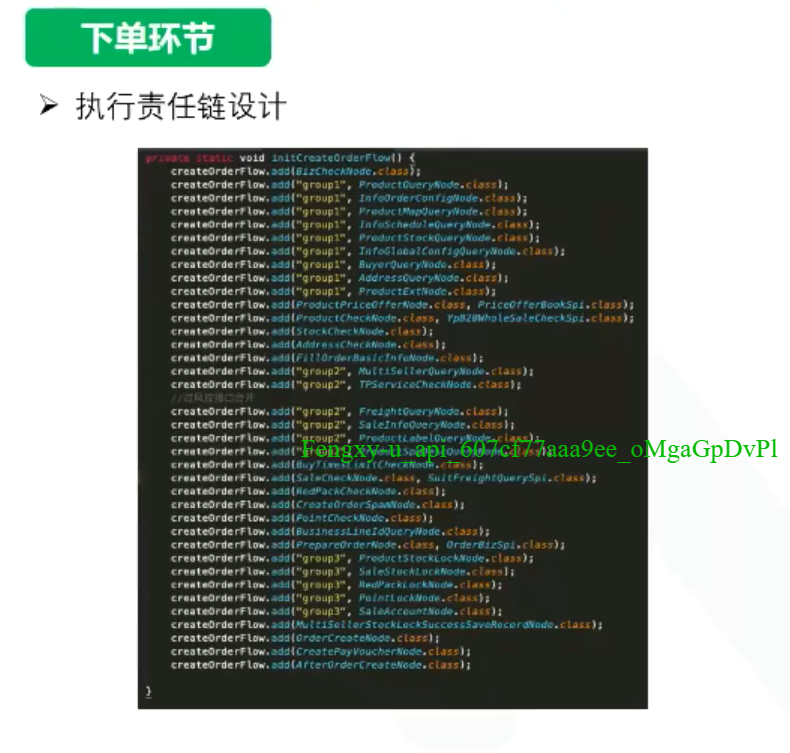 下单环节
➤ 执行责任链设计
private static void initCreateOrderFlow() {
createOrderFlow.add(BizCheckNode.class);
createOrderFlow.add("group1", ProductQueryNode.class);
createOrderFlow.add("group1", InfoOrderConfigNode.class);
createOrderFlow.add("group1", ProductMapQueryNode.class);
createOrderFlow.add("group1", InfoScheduleQueryNode.class);
createOrderFlow.add("group1", ProductStockQueryNode.class);
createOrderFlow.add("group1", InfoGlobalConfigQueryNode.class);
createOrderFlow.add("group1", BuyerQueryNode.class);
createOrderFlow.add("group1", AddressQueryNode.class);
createOrderFlow.add("group1", ProductExtNode.class);
createOrderFlow.add(ProductPriceOfferNode.class, PriceOfferBookSpi.class);
createOrderFlow.add(ProductCheckNode.class, YpB2BWholeSaleCheckSpi.class);
createOrderFlow.add(StockCheckNode.class);
createOrderFlow.add(AddressCheckNode.class);
createOrderFlow.add(FillOrderBasicInfoNode.class);
createOrderFlow.add("group2", MultiSellerQueryNode.class);
createOrderFlow.add("group2", TPServiceCheckNode.class);
createOrderFlow.add("group2", FreightQueryNode.class);
createOrderFlow.add("group2", SaleInfoQueryNode.class);
createOrderFlow.add("group2", ProductLabelQueryNode.class);
Fengxy-u_api_607cf77aaa9ee_oMgaGpDvPl
createOrderFlow.add(
createOrderFlow.add(BuyTimesLimitCheckNode.class);
createOrderFlow.add(SaleCheckNode.class, SuitFreightQuerySpi.class);
createOrderFlow.add(RedPackCheckNode.class);
createOrderFlow.add(CreateOrderSpamNode.class);
createOrderFlow.add(PointCheckNode.class);
createOrderFlow.add(BusinessLineIdQueryNode.class);
createOrderFlow.add(PrepareOrderNode.class, OrderBizSpi.class);
createOrderFlow.add("group3", ProductStockLockNode.class);
createOrderFlow.add("group3", SaleStockLockNode.class);
createOrderFlow.add("group3", RedPackLockNode.class);
createOrderFlow.add("group3", PointLockNode.class);
createOrderFlow.add("group3", SaleAccountNode.class);
createOrderFlow.add(MultiSellerStockLockSuccessSaveRecordNode.class);
createOrderFlow.add(OrderCreateNode.class);
createOrderFlow.add(CreatePayVoucherNode.class);
createOrderFlow.add(AfterOrderCreateNode.class);
}